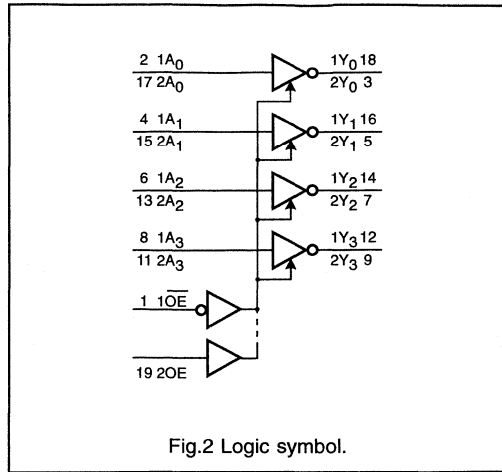 2 1A0 1Y0 18
17 2A0 2Y0 3
4 1A1 1Y1 16
15 2A1 2Y1 5
6 1A2 1Y2 14
13 2A2 2Y2 7
8 1A3 1Y3 12
11 2A3 2Y3 9
1 1O̅E̅
19 2OE
Fig.2 Logic symbol.